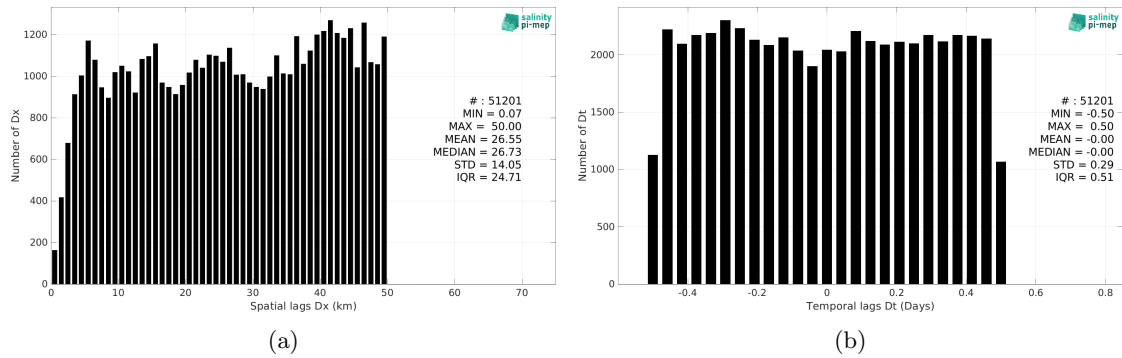 salinity
pi-mep
1200
1000
800
600
400
200
0
Number of Dx
# : 51201
MIN = 0.07
MAX = 50.00
MEAN = 26.55
MEDIAN = 26.73
STD = 14.05
IQR = 24.71
0 10 20 30 40 50 60 70
Spatial lags Dx (km)
(a)
salinity
pi-mep
2000
1500
1000
500
0
Number of Dt
# : 51201
MIN = -0.50
MAX = 0.50
MEAN = -0.00
MEDIAN = -0.00
STD = 0.29
IQR = 0.51
-0.4 -0.2 0 0.2 0.4 0.6 0.8
Temporal lags Dt (Days)
(b)